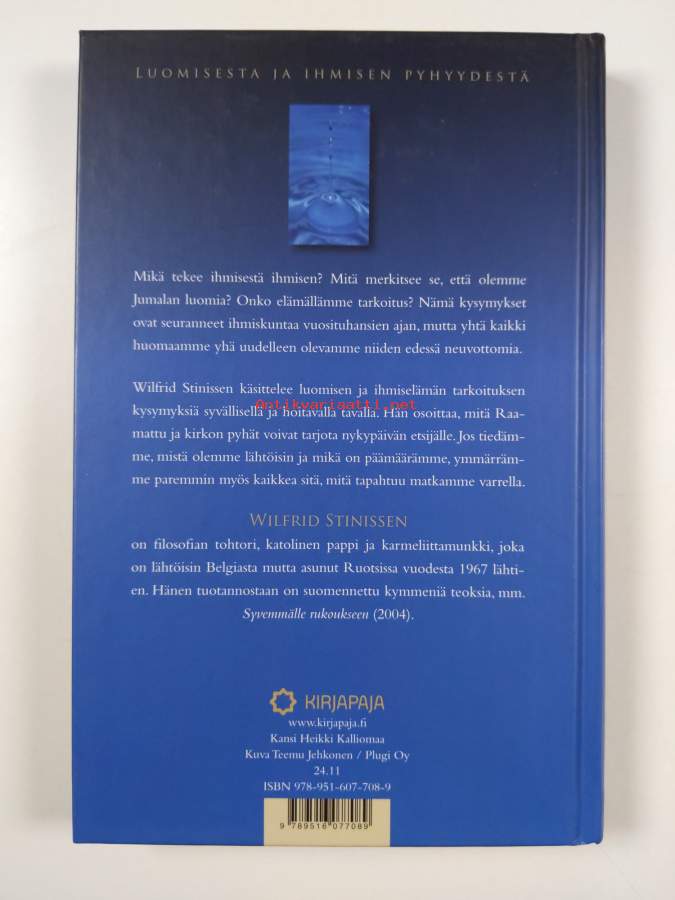 LUOMISESTA JA IHMISEN PYHYYDESTÄ
Mikä tekee ihmisestä ihmisen? Mitä merkitsee se, että olemme
Jumalan luomia? Onko elämällämme tarkoitus? Nämä kysymykset
ovat seuranneet ihmiskuntaa vuosituhansien ajan, mutta yhtä kaikki
huomaamme yhä uudelleen olevamme niiden edessä neuvottomia.
Wilfrid Stinissen käsittelee luomisen ja ihmiselämän tarkoituksen
kysymyksiä syvällisellä ja hoitavalla tavalla. Hän osoittaa, mitä Raa-
Antikvariaatti.net
mattu ja kirkon pyhät voivat tarjota nykypäivän etsijälle. Jos tiedäm-
me, mistä olemme lähtöisin ja mikä on päämäärämme, ymmärräm-
me paremmin myös kaikkea sitä, mitä tapahtuu matkamme varrella.
WILFRID STINISSEN
on filosofian tohtori, katolinen pappi ja karmeliittamunkki, joka
on lähtöisin Belgiasta mutta asunut Ruotsissa vuodesta 1967 lähti-
en. Hänen tuotannostaan on suomennettu kymmeniä teoksia, mm.
Syvemmälle rukoukseen (2004).
KIRJAPAJA
www.kirjapaja.fi
Kansi Heikki Kalliomaa
Kuva Teemu Jehkonen / Plugi Oy
24.11
ISBN 978-951-607-708-9
9 789516 077089